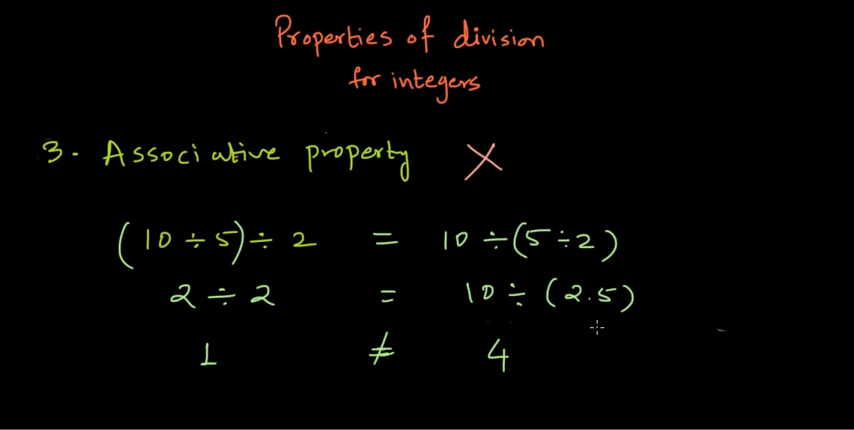 Properties of division
for integers
3. Associative property ✗
(10 ÷ 5) ÷ 2 = 10 ÷ (5 ÷ 2)
2 ÷ 2 = 10 ÷ (2.5)
1 ≠ 4